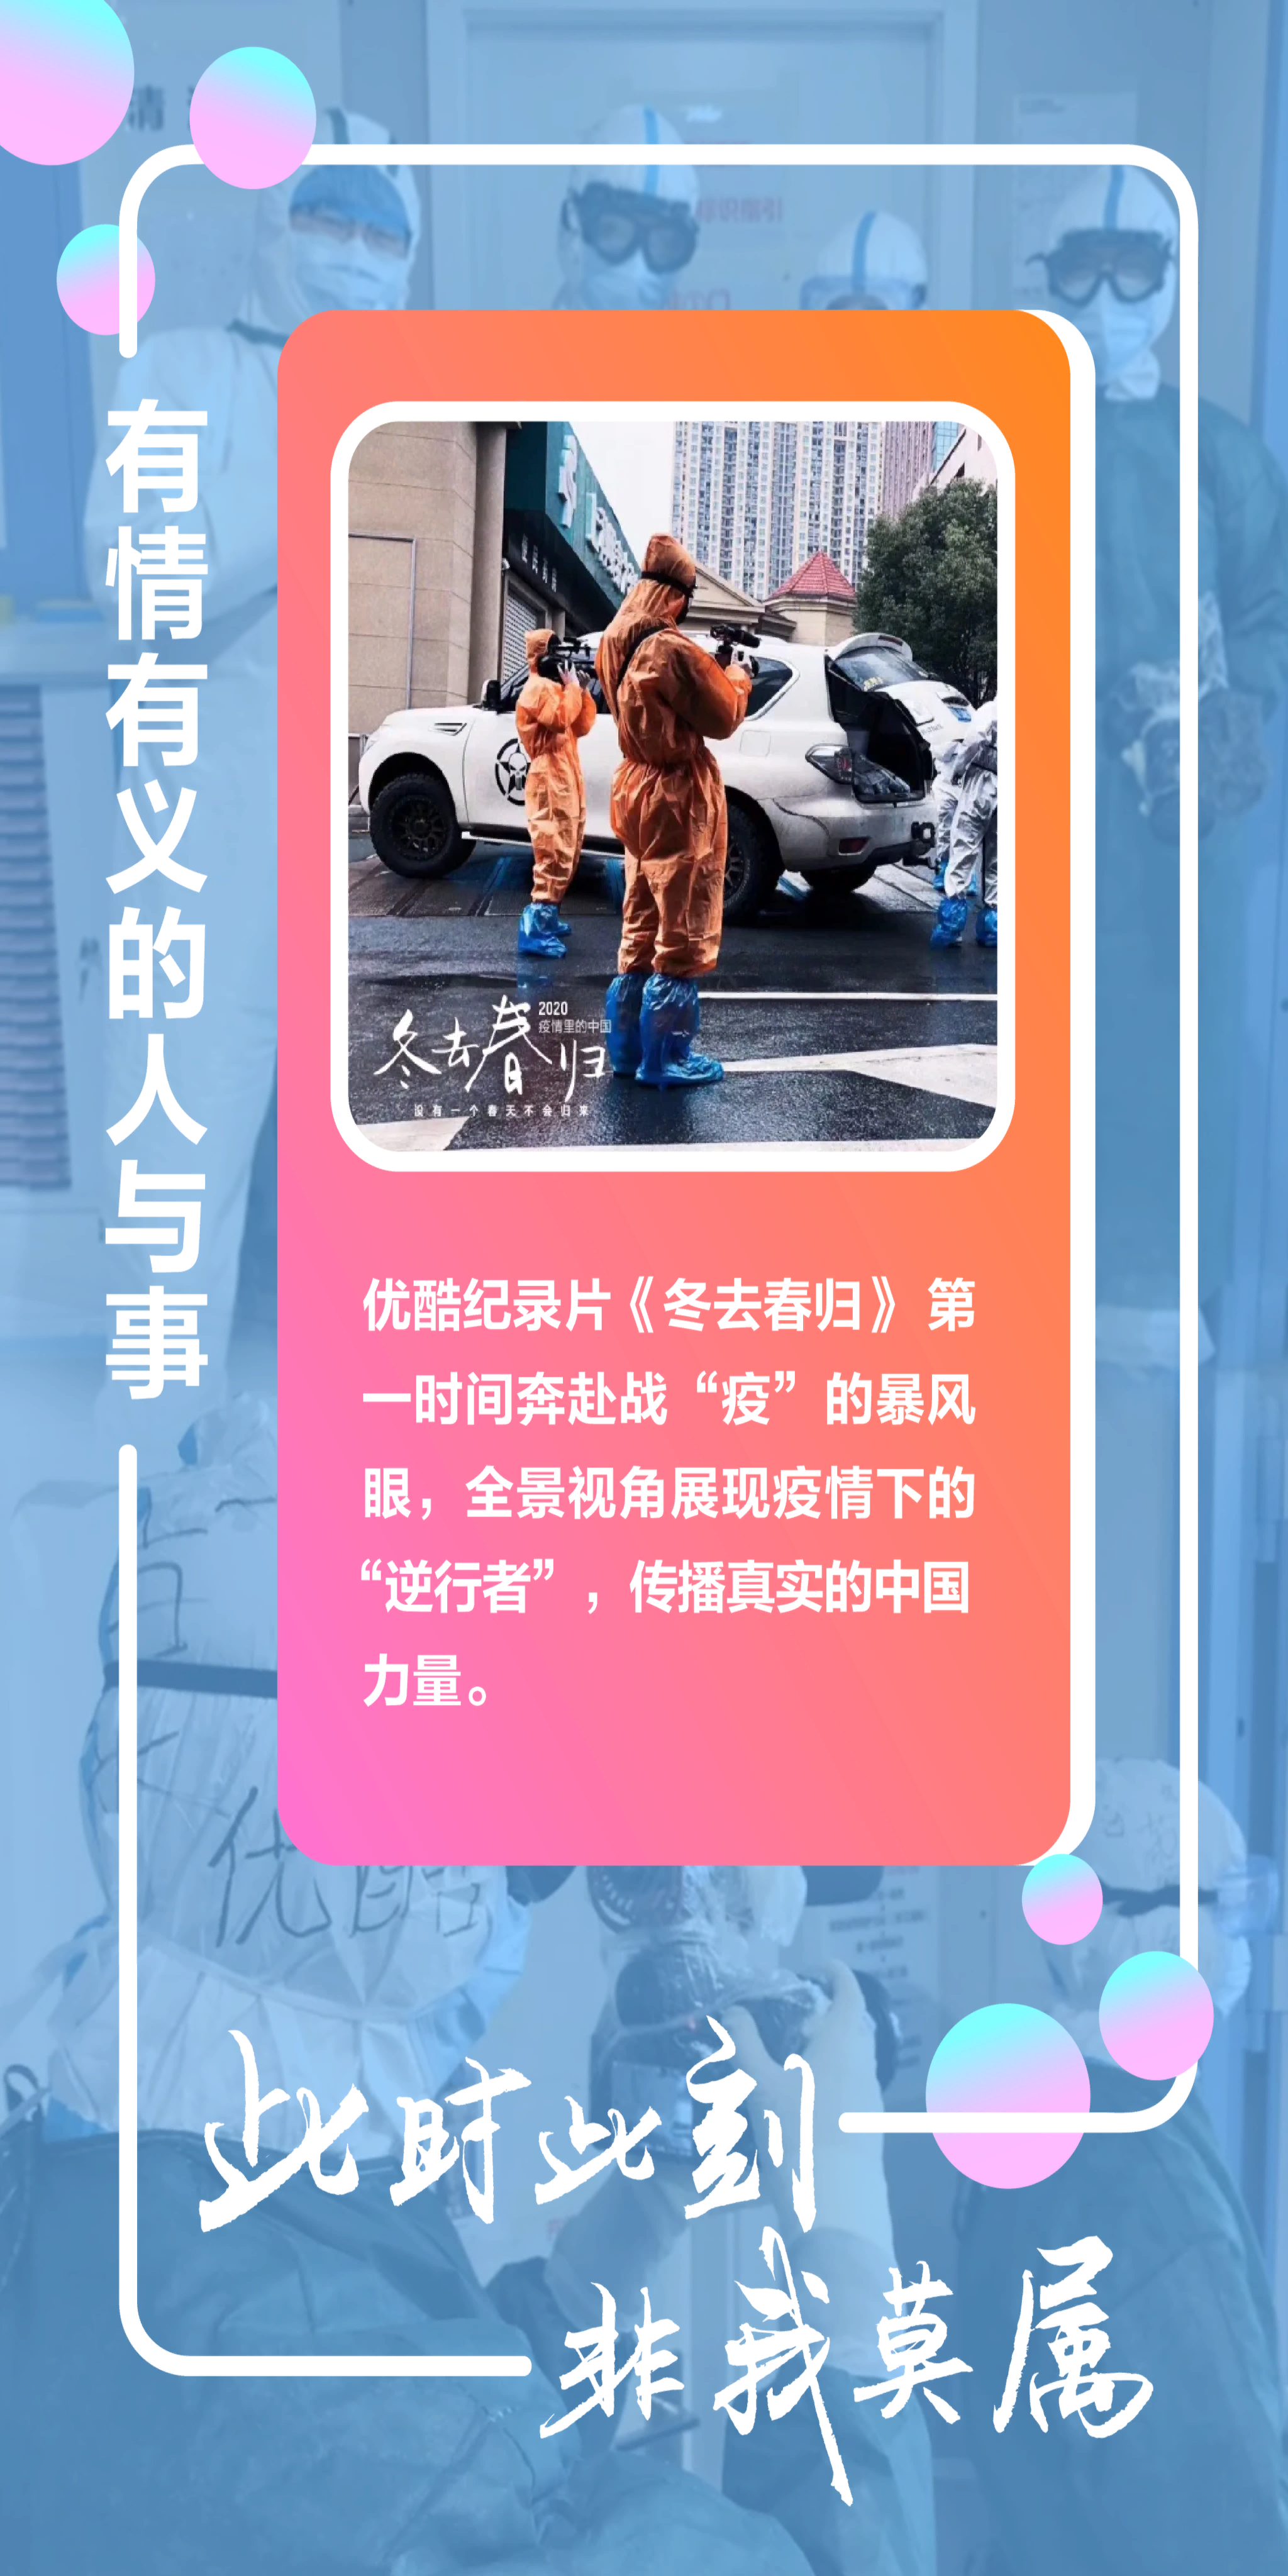 有情有义的人与事
冬去春归
2020
疫情里的中国
没有一个春天不会归来
优酷纪录片《冬去春归》第
一时间奔赴战“疫”的暴风
眼，全景视角展现疫情下的
“逆行者”，传播真实的中国
力量。
优酷
此时此刻
非我莫属